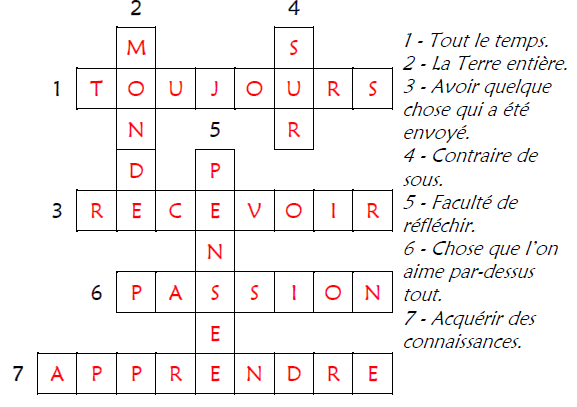 2 4
M S
1 T O U J O U R S
N 5 R
D P
3 R E C E V O I R
N
6 P A S S I O N
E
7 A P P R E N D R E
1 - Tout le temps.
2 - La Terre entière.
3 - Avoir quelque
chose qui a été
envoyé.
4 - Contraire de
sous.
5 - Faculté de
réfléchir.
6 - Chose que l'on
aime par-dessus
tout.
7 - Acquérir des
connaissances.